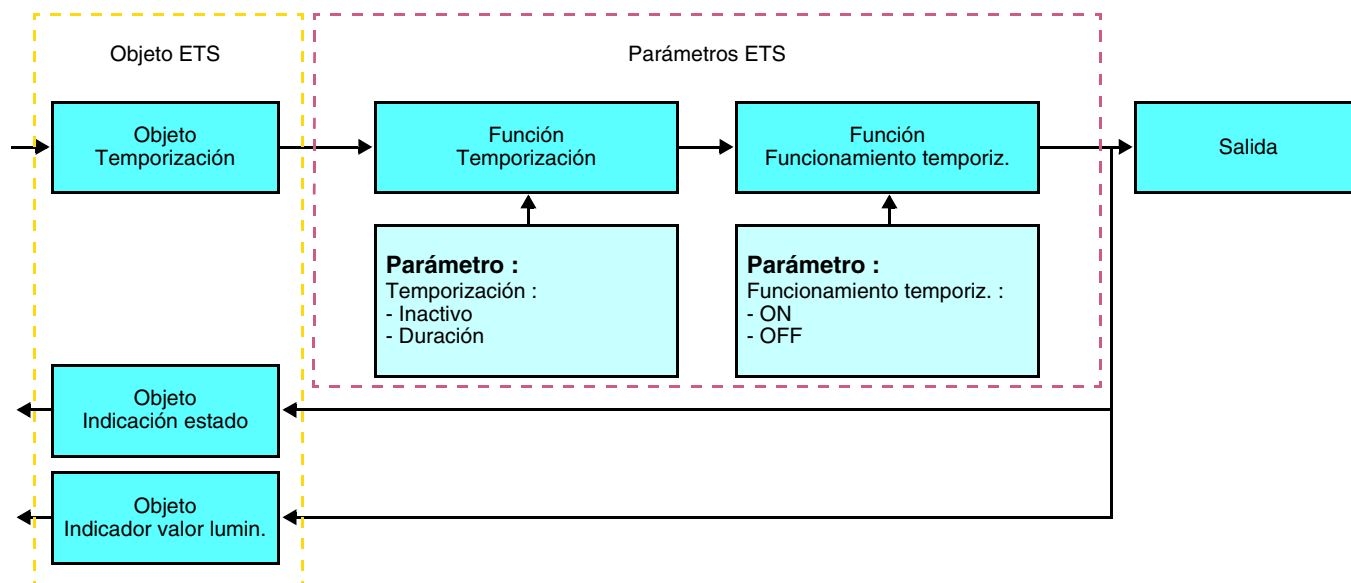 Objeto ETS
Parámetros ETS
Objeto
Temporización
Función
Temporización
Función
Funcionamiento temporiz.
Salida
Parámetro :
Temporización :
- Inactivo
- Duración
Parámetro :
Funcionamiento temporiz. :
- ON
- OFF
Objeto
Indicación estado
Objeto
Indicador valor lumin.